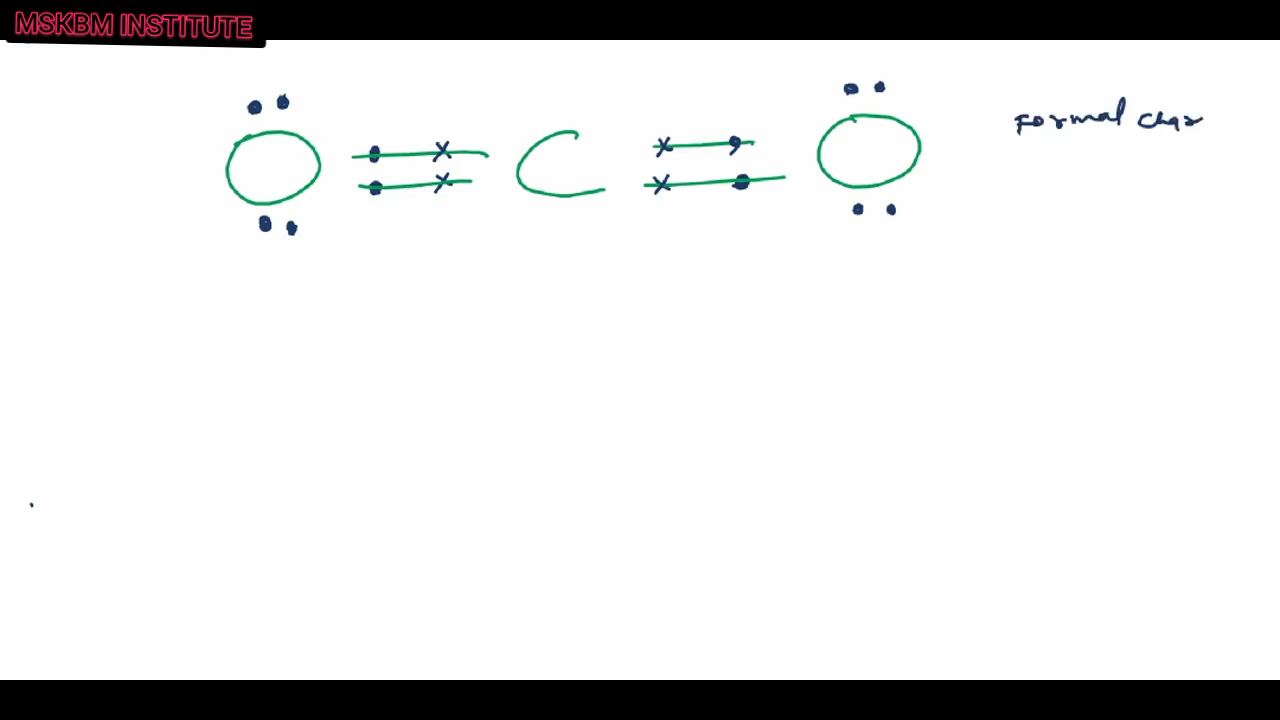 MSKBM INSTITUTE
O = C = O
Formal char